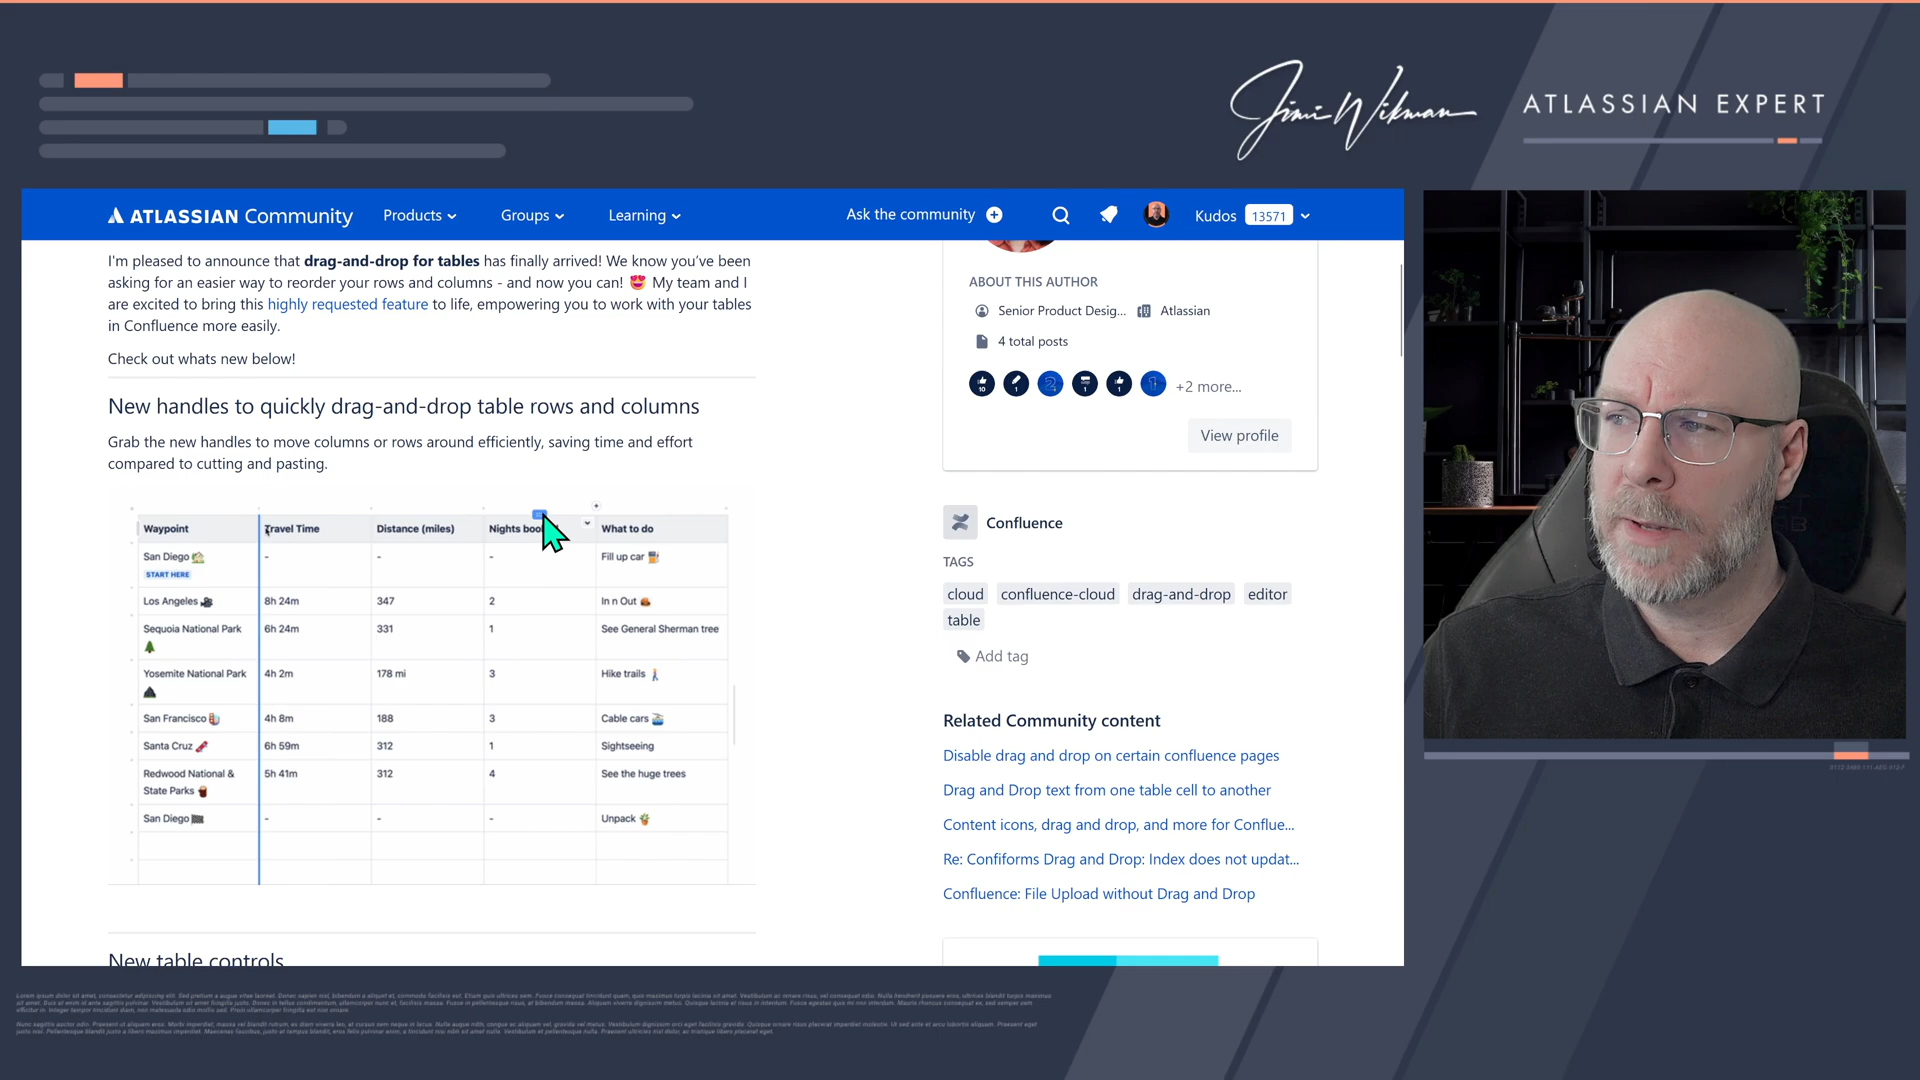 Jimi Wikman
ATLASSIAN EXPERT
ATLASSIAN Community
Products
Groups
Learning
Ask the community
Kudos
13571
I'm pleased to announce that drag-and-drop for tables has finally arrived! We know you've been
asking for an easier way to reorder your rows and columns - and now you can! 😍 My team and I
are excited to bring this highly requested feature to life, empowering you to work with your tables
in Confluence more easily.
Check out whats new below!
New handles to quickly drag-and-drop table rows and columns
Grab the new handles to move columns or rows around efficiently, saving time and effort
compared to cutting and pasting.
Waypoint Travel Time Distance (miles) Nights What to do
San Diego - - - Fill up car
START HERE
Los Angeles 8h 24m 347 2 In n Out
Sequoia National Park 6h 24m 331 1 See General Sherman tree
Yosemite National Park 4h 2m 178 mi 3 Hike trails
San Francisco 4h 8m 188 3 Cable cars
Santa Cruz 6h 59m 312 1 Sightseeing
Redwood National & 5h 41m 312 4 See the huge trees
State Parks
San Diego - - - Unpack
New table controls
ABOUT THIS AUTHOR
Senior Product Desig... Atlassian
4 total posts
+2 more...
View profile
Confluence
TAGS
cloud confluence-cloud drag-and-drop editor
table
Add tag
Related Community content
Disable drag and drop on certain confluence pages
Drag and Drop text from one table cell to another
Content icons, drag and drop, and more for Conflue...
Re: Confiforms Drag and Drop: Index does not updat...
Confluence: File Upload without Drag and Drop